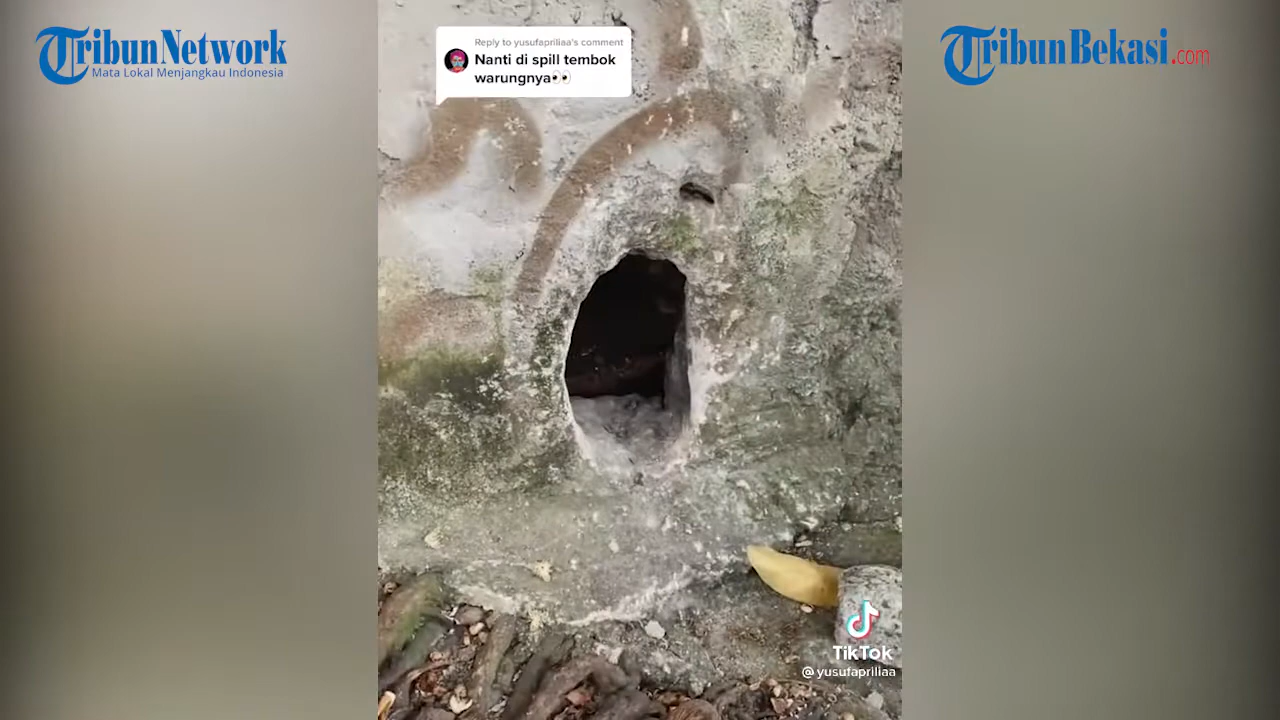 TribunNetwork
Mata Lokal Menjangkau Indonesia
Reply to yusufapriliaa's comment
Nanti di spill tembok
warungnya👀
TribunBekasi.com
TikTok
@yusufapriliaa